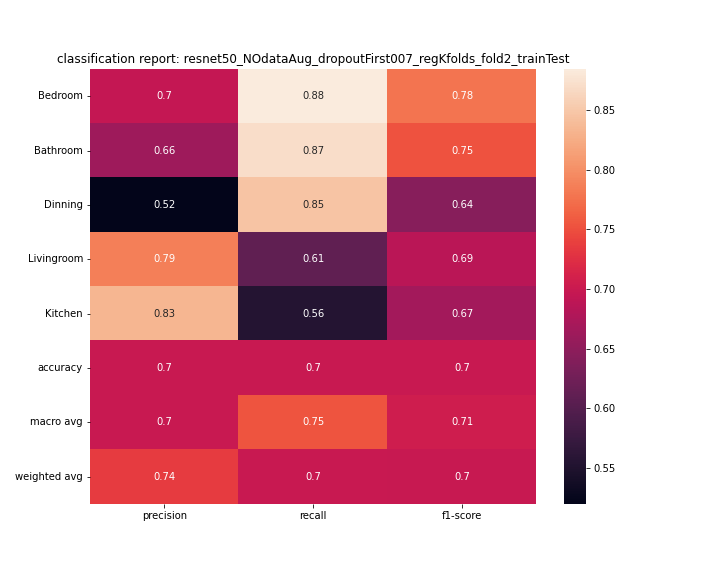 classification report: resnet50_NOdataAug_dropoutFirst007_regKfolds_fold2_trainTest
Bedroom 0.7 0.88 0.78
Bathroom 0.66 0.87 0.75
Dinning 0.52 0.85 0.64
Livingroom 0.79 0.61 0.69
Kitchen 0.83 0.56 0.67
accuracy 0.7 0.7 0.7
macro avg 0.7 0.75 0.71
weighted avg 0.74 0.7 0.7
precision recall f1-score
0.85
0.80
0.75
0.70
0.65
0.60
0.55